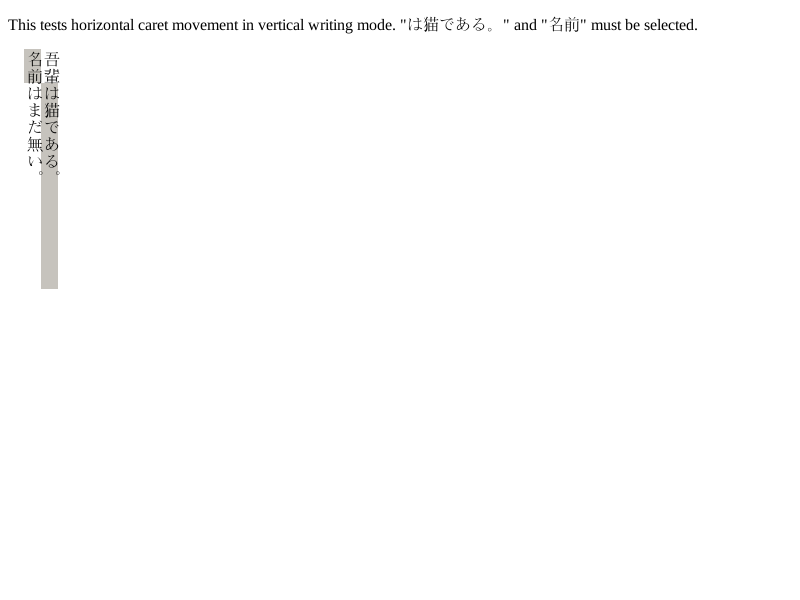 This tests horizontal caret movement in vertical writing mode. "は猫である。" and "名前" must be selected.
吾輩は猫である。
名前はまだ無い。